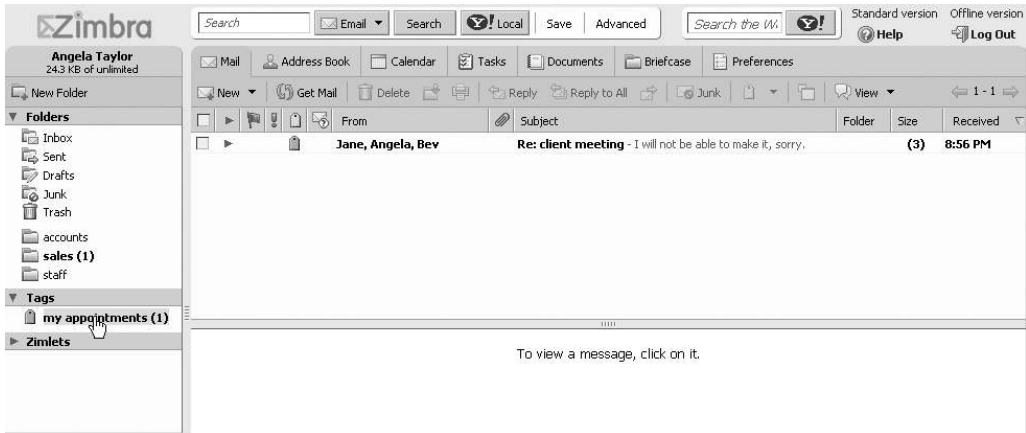 Zimbra
Search Email Search Y! Local Save Advanced Search the W Y! Standard version Offline version
Help Log Out
Angela Taylor
24.3 KB of unlimited
Mail Address Book Calendar Tasks Documents Briefcase Preferences
New Folder
New Get Mail Delete Reply Reply to All Junk View 1 - 1
Folders
From Subject Folder Size Received
Inbox
Jane, Angela, Bev Re: client meeting - I will not be able to make it, sorry. (3) 8:56 PM
Sent
Drafts
Junk
Trash
accounts
sales (1)
staff
Tags
my appointments (1)
Zimlets
To view a message, click on it.